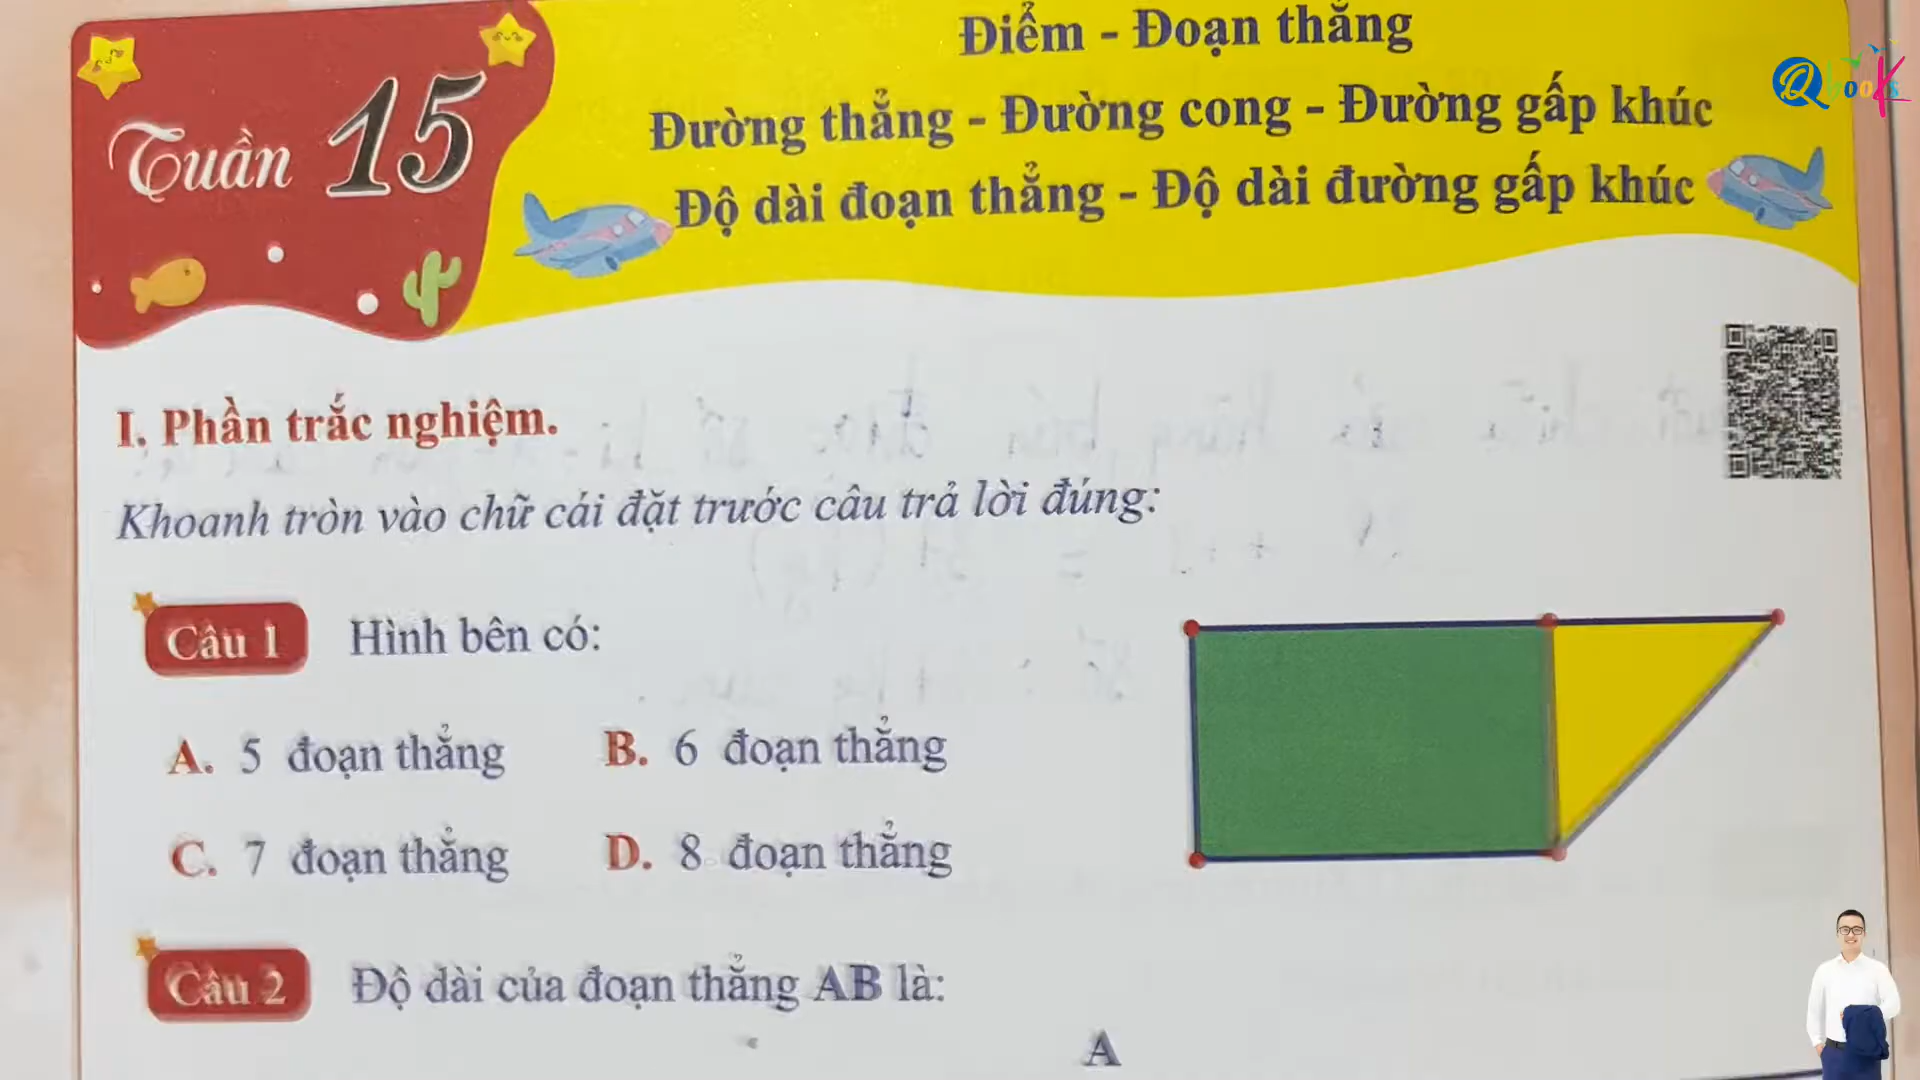 Điểm - Đoạn thẳng
Đường thẳng - Đường cong - Đường gấp khúc
Độ dài đoạn thẳng - Độ dài đường gấp khúc
Tuần 15
Qbooks
I. Phần trắc nghiệm.
Khoanh tròn vào chữ cái đặt trước câu trả lời đúng:
Câu 1 Hình bên có:
A. 5 đoạn thẳng B. 6 đoạn thẳng
C. 7 đoạn thẳng D. 8 đoạn thẳng
Câu 2 Độ dài của đoạn thẳng AB là:
A